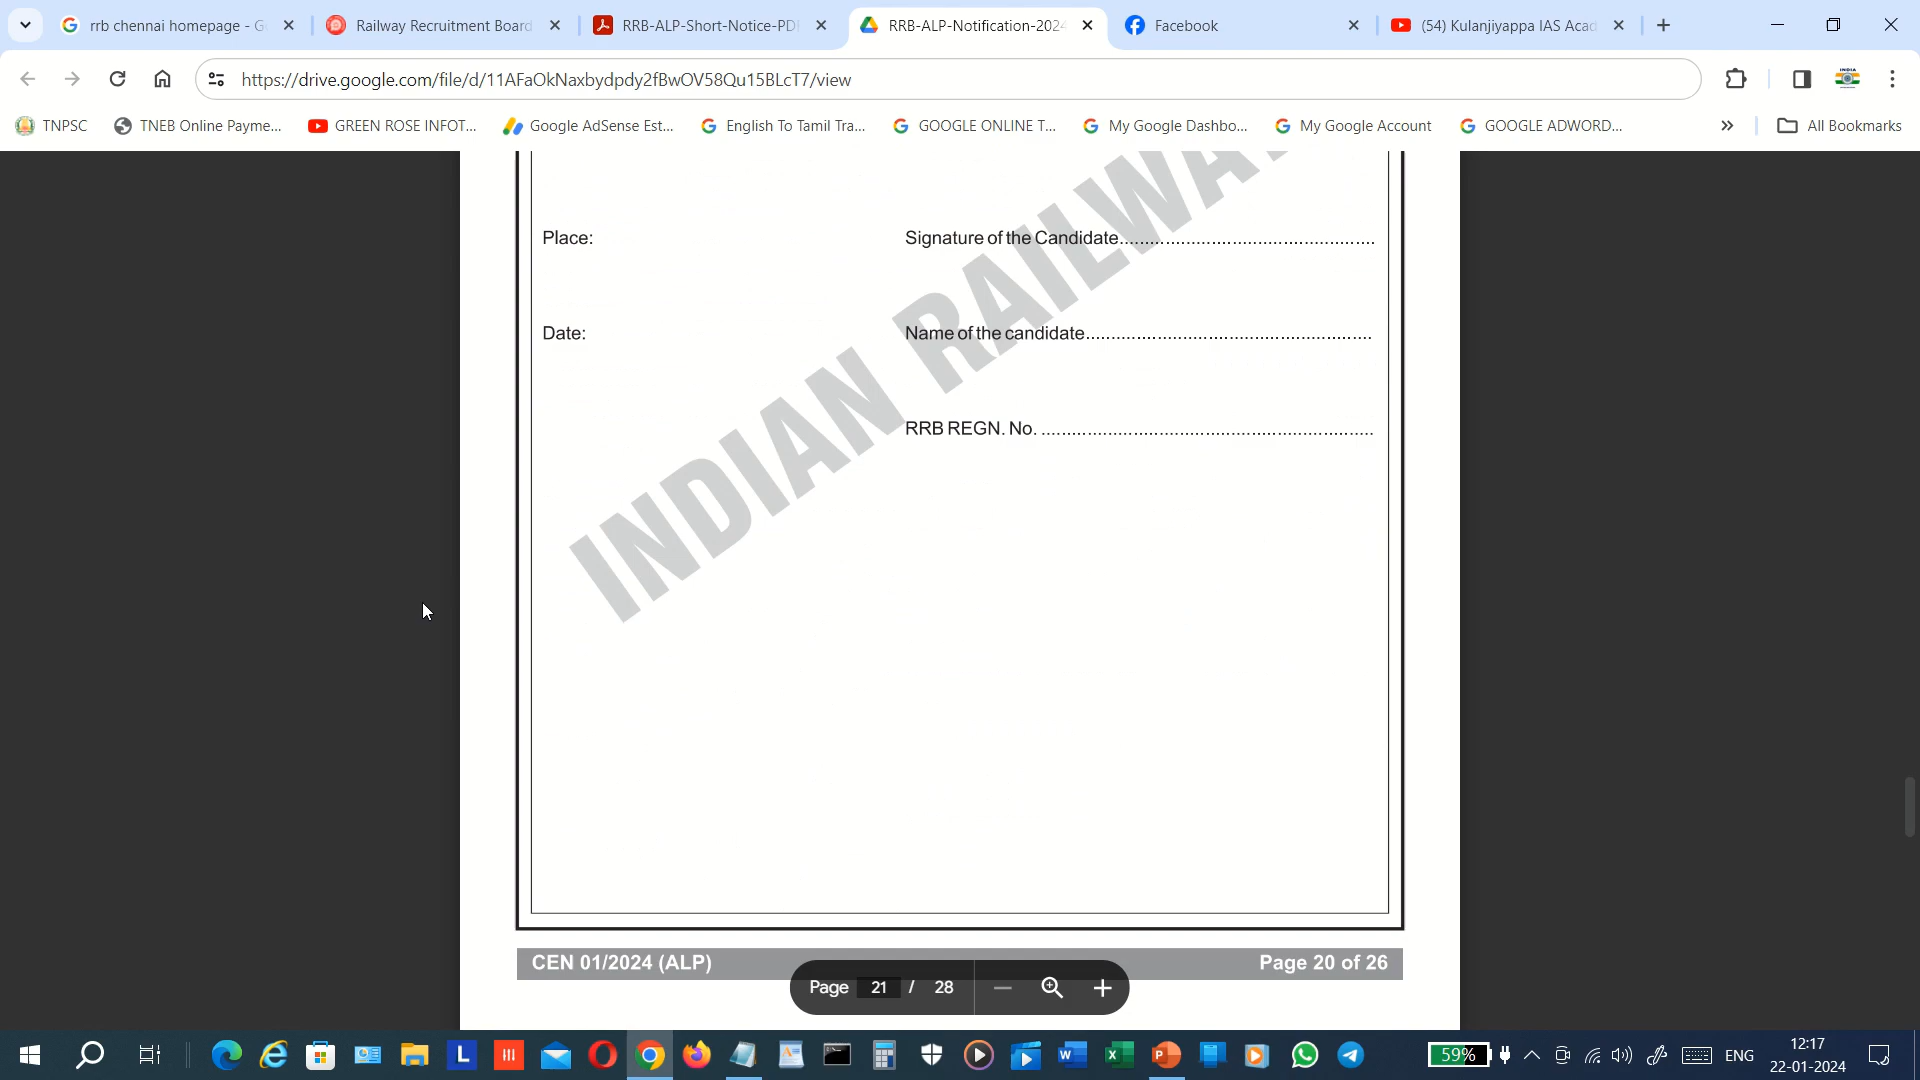 rrb chennai homepage - G
Railway Recruitment Board
RRB-ALP-Short-Notice-PD
RRB-ALP-Notification-2024
Facebook
(54) Kulanjiyappa IAS Acad
https://drive.google.com/file/d/11AFaOkNaxbydpdy2fBwOV58Qu15BLcT7/view
TNPSC
TNEB Online Payme...
GREEN ROSE INFOT...
Google AdSense Est...
English To Tamil Tra...
GOOGLE ONLINE T...
My Google Dashbo...
My Google Account
GOOGLE ADWORD...
All Bookmarks
INDIAN RAILWAY
Place:
Signature of the Candidate..................................................
Date:
Name of the candidate.........................................................
RRB REGN. No. ..................................................................
CEN 01/2024 (ALP)
Page 20 of 26
Page 21 / 28
59%
ENG
12:17
22-01-2024